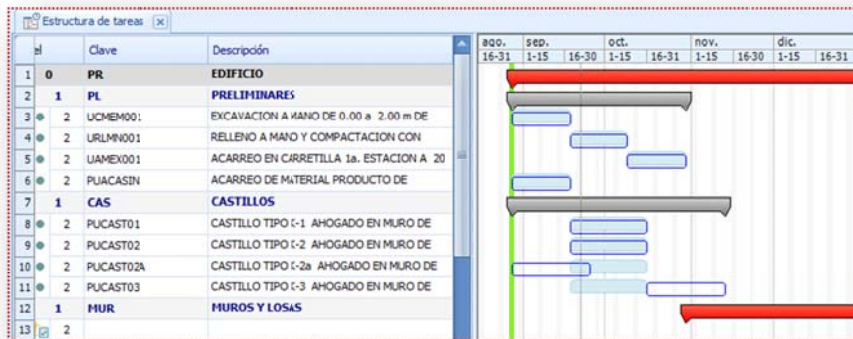 Estructura de tareas
el Clave Descripción
ago. sep. oct. nov. dic.
16-31 1-15 16-30 1-15 16-31 1-15 16-30 1-15 16-31
1 0 PR EDIFICIO
2 1 PL PRELIMINARES
3 2 UCMEM001 EXCAVACION A MANO DE 0.00 a 2.00 m DE
4 2 URLMN001 RELLENO A MANO Y COMPACTACION CON
5 2 UAMEX001 ACARREO EN CARRETILLA 1a. ESTACION A 20
6 2 PUACASIN ACARREO DE MATERIAL PRODUCTO DE
7 1 CAS CASTILLOS
8 2 PUCAST01 CASTILLO TIPO C-1 AHOGADO EN MURO DE
9 2 PUCAST02 CASTILLO TIPO C-2 AHOGADO EN MURO DE
10 2 PUCAST02A CASTILLO TIPO C-2a AHOGADO EN MURO DE
11 2 PUCAST03 CASTILLO TIPO C-3 AHOGADO EN MURO DE
12 1 MUR MUROS Y LOSAS
13 2